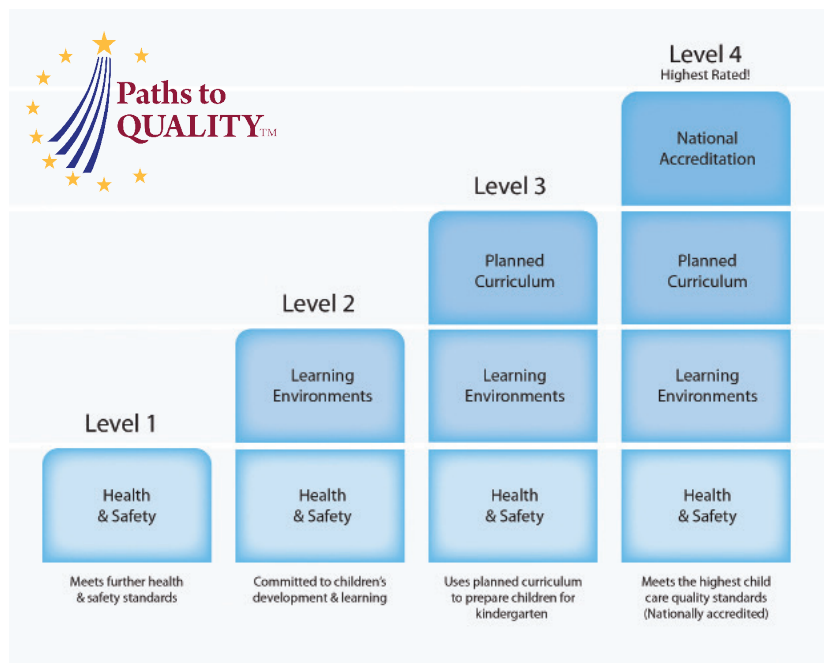 Paths to
QUALITY™
Level 1
Health
& Safety
Meets further health
& safety standards
Level 2
Learning
Environments
Health
& Safety
Committed to children's
development & learning
Level 3
Planned
Curriculum
Learning
Environments
Health
& Safety
Uses planned curriculum
to prepare children for
kindergarten
Level 4
Highest Rated!
National
Accreditation
Planned
Curriculum
Learning
Environments
Health
& Safety
Meets the highest child
care quality standards
(Nationally accredited)